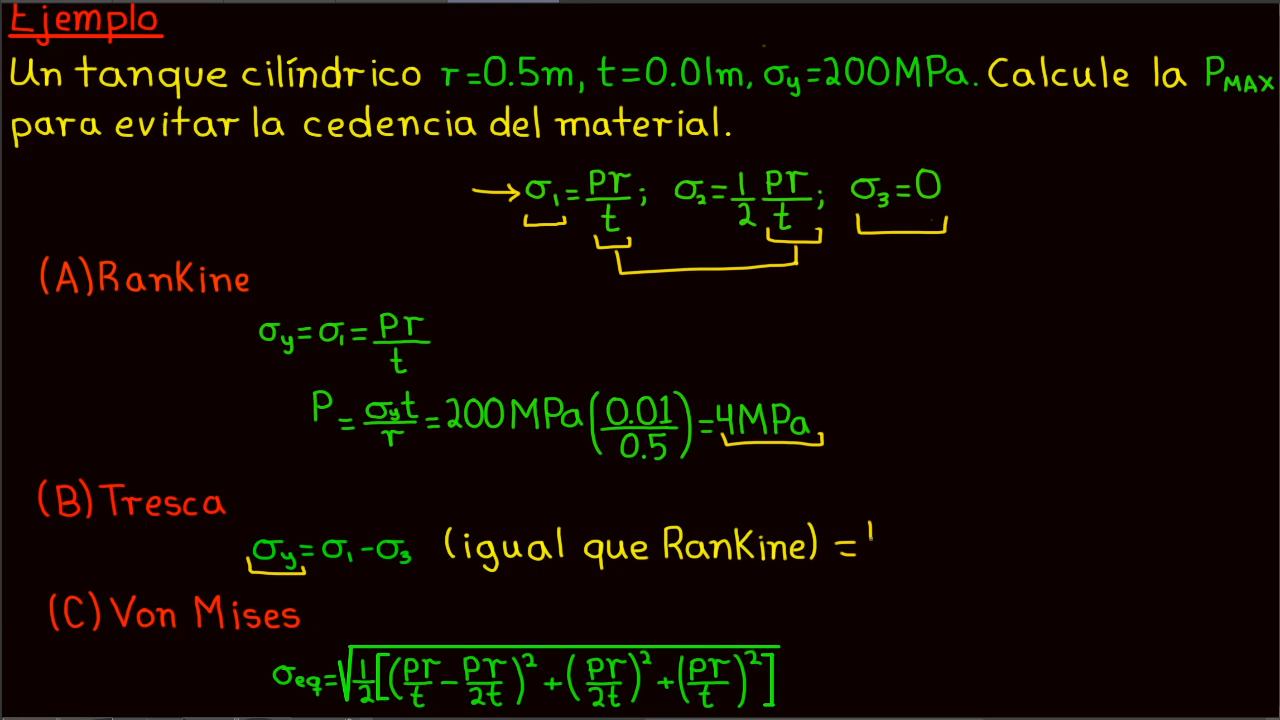 Ejemplo
Un tanque cilíndrico r=0.5m, t=0.01m, σy=200MPa. Calcule la PMAX
para evitar la cedencia del material.
→ σ1 = pr/t ; σ2 = 1/2 pr/t ; σ3 = 0
(A) Rankine
σy = σ1 = pr/t
P = σy t/r = 200 MPa (0.01/0.5) = 4MPa
(B) Tresca
σy = σ1 - σ3 (igual que Rankine) =
(C) Von Mises
σeq = √(1/2[(pr/t - pr/2t)² + (pr/2t)² + (pr/t)²])